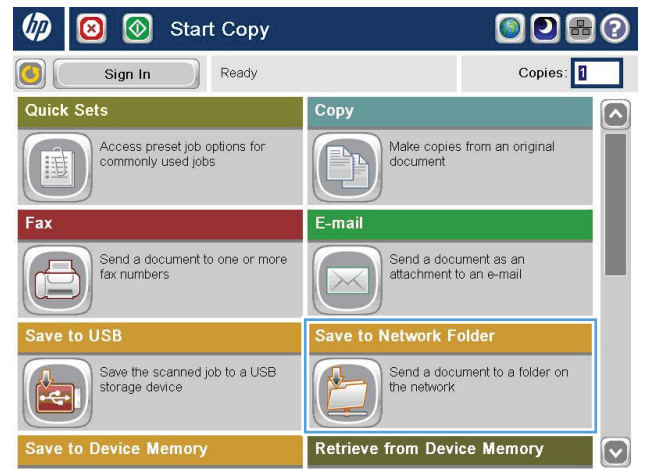 hp
Start Copy
?
Sign In
Ready
Copies: 1
Quick Sets
Access preset job options for
commonly used jobs
Copy
Make copies from an original
document
Fax
Send a document to one or more
fax numbers
E-mail
Send a document as an
attachment to an e-mail
Save to USB
Save the scanned job to a USB
storage device
Save to Network Folder
Send a document to a folder on
the network
Save to Device Memory
Retrieve from Device Memory